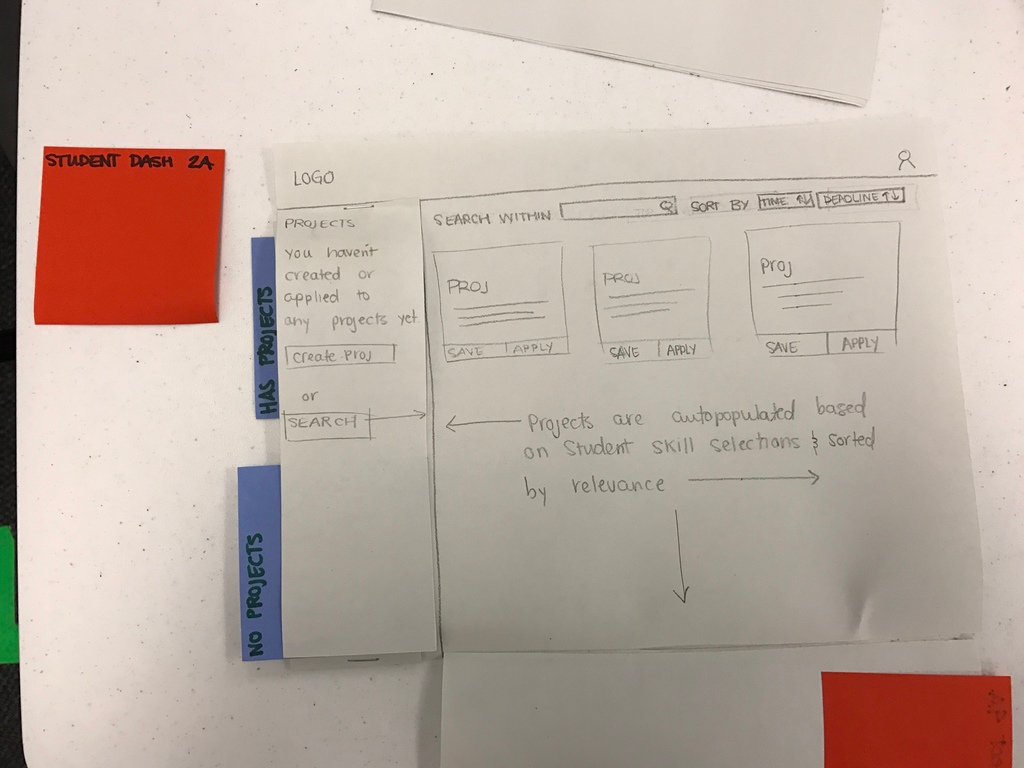 STUDENT DASH 2A
LOGO
HAS PROJECTS
NO PROJECTS
PROJECTS
you haven't
created or
applied to
any projects yet
create proj
or
SEARCH
SEARCH WITHIN
SORT BY TIME ↑↓ DEADLINE ↑↓
PROJ
SAVE APPLY
PROJ
SAVE APPLY
Proj
SAVE APPLY
Projects are autopopulated based
on Student skill selections & sorted
by relevance